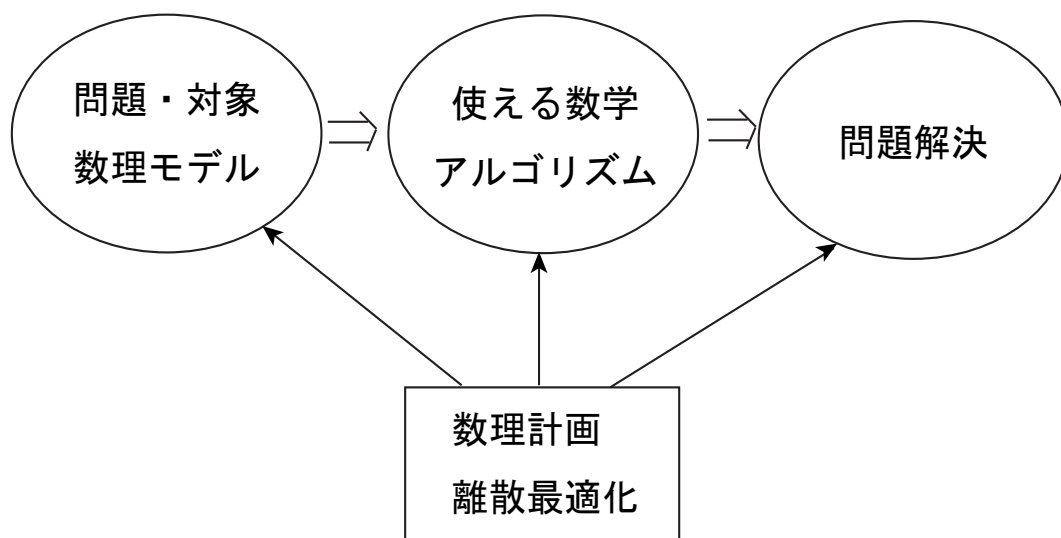 問題・対象
数理モデル
使える数学
アルゴリズム
問題解決
数理計画
離散最適化